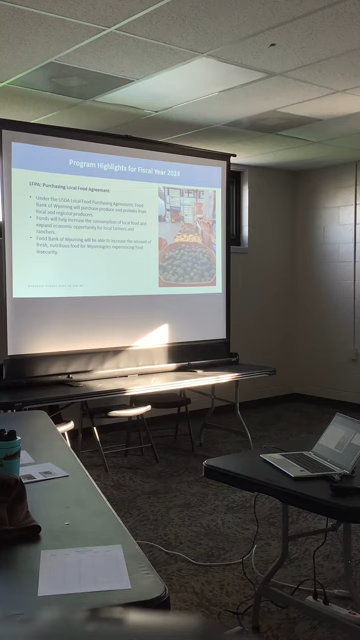 Program Highlights for Fiscal Year 2024
LFPA: Purchasing Local Food Agreement
• Under the USDA Local Food Purchasing Agreement, Food
Bank of Wyoming will purchase produce and proteins from
local and regional producers.
• Funds will help increase the consumption of local foods and
expand economic opportunity for local farmers and
ranchers.
• Food Bank of Wyoming will be able to increase the amount of
fresh, nutritious food for Wyomingites experiencing food
insecurity.